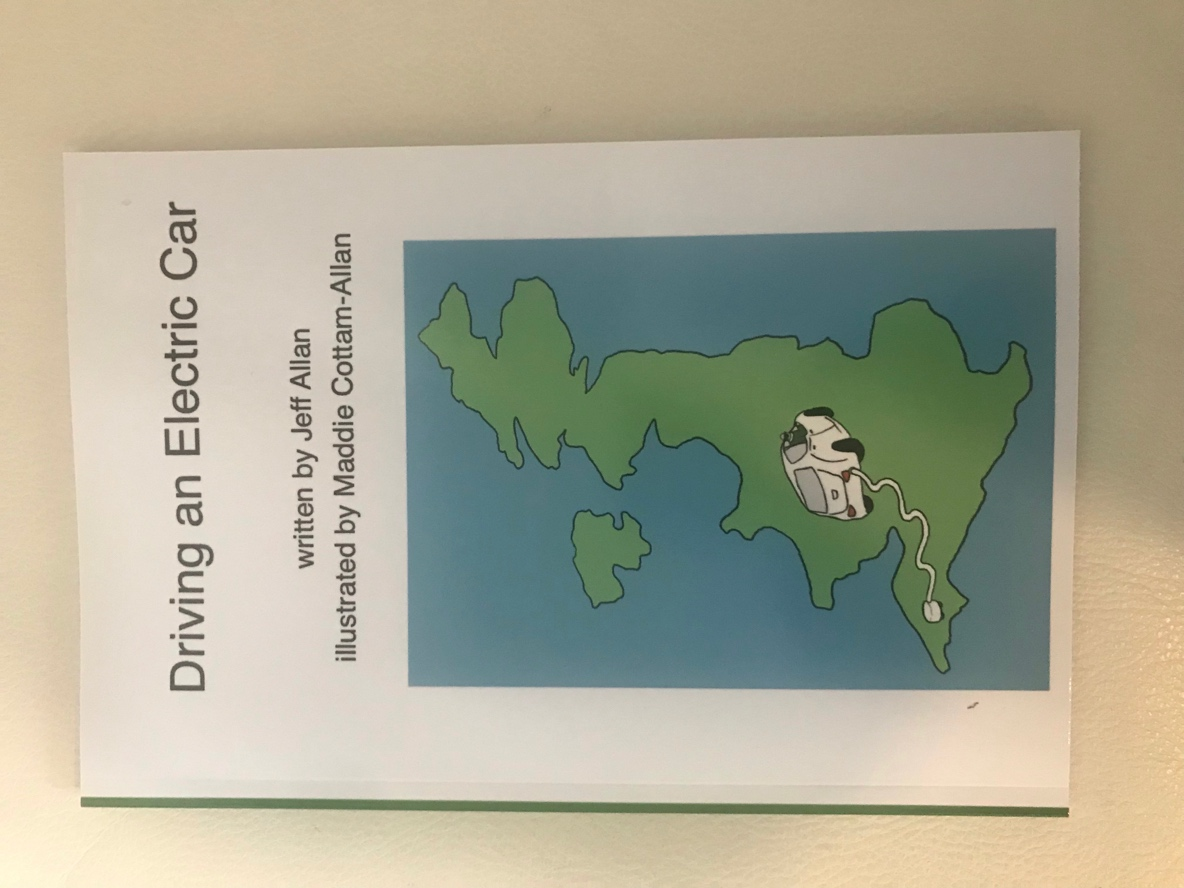 Driving an Electric Car
written by Jeff Allan
illustrated by Maddie Cottam-Allan